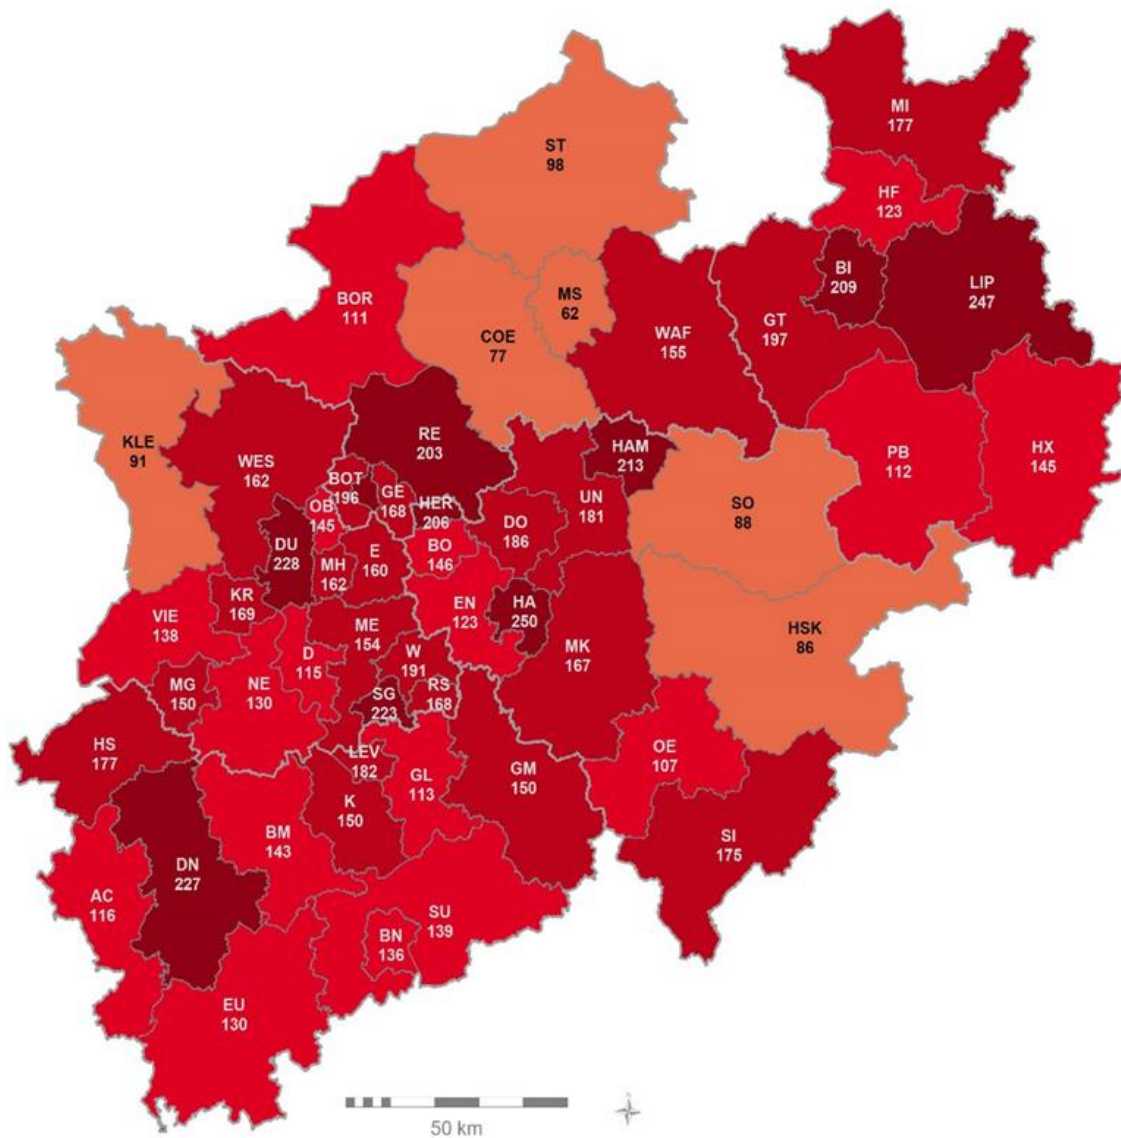 MI
177
ST
98
HF
123
BI
209
LIP
247
BOR
111
MS
62
GT
197
COE
77
WAF
155
KLE
91
RE
203
HAM
213
PB
112
HX
145
WES
162
BOT
196
GE
168
HER
206
UN
181
OB
145
DO
186
SO
88
DU
228
BO
146
E
160
MH
162
KR
169
EN
123
HA
250
VIE
138
ME
154
HSK
86
D
115
W
191
MK
167
MG
150
NE
130
SG
223
RS
168
HS
177
LEV
182
OE
107
GL
113
GM
150
K
150
BM
143
SI
175
DN
227
AC
116
SU
139
BN
136
EU
130
50 km